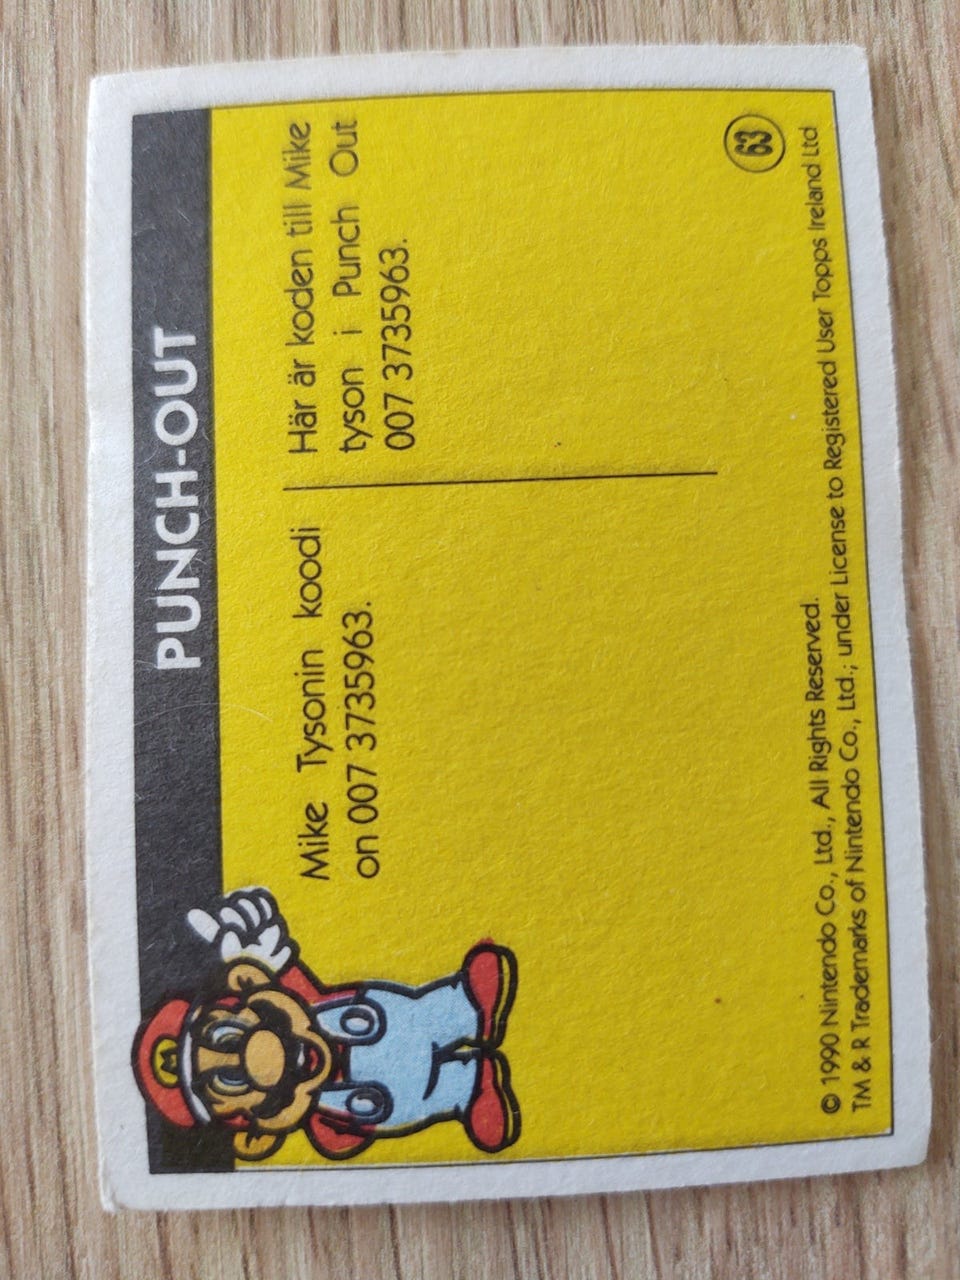 PUNCH-OUT
Mike Tysonin koodi
on 007 3735963.
Här är koden till Mike
tyson i Punch Out
007 3735963.
63
© 1990 Nintendo Co., Ltd., All Rights Reserved.
TM & R Trademarks of Nintendo Co., Ltd.; under License to Registered User Topps Ireland Ltd
M